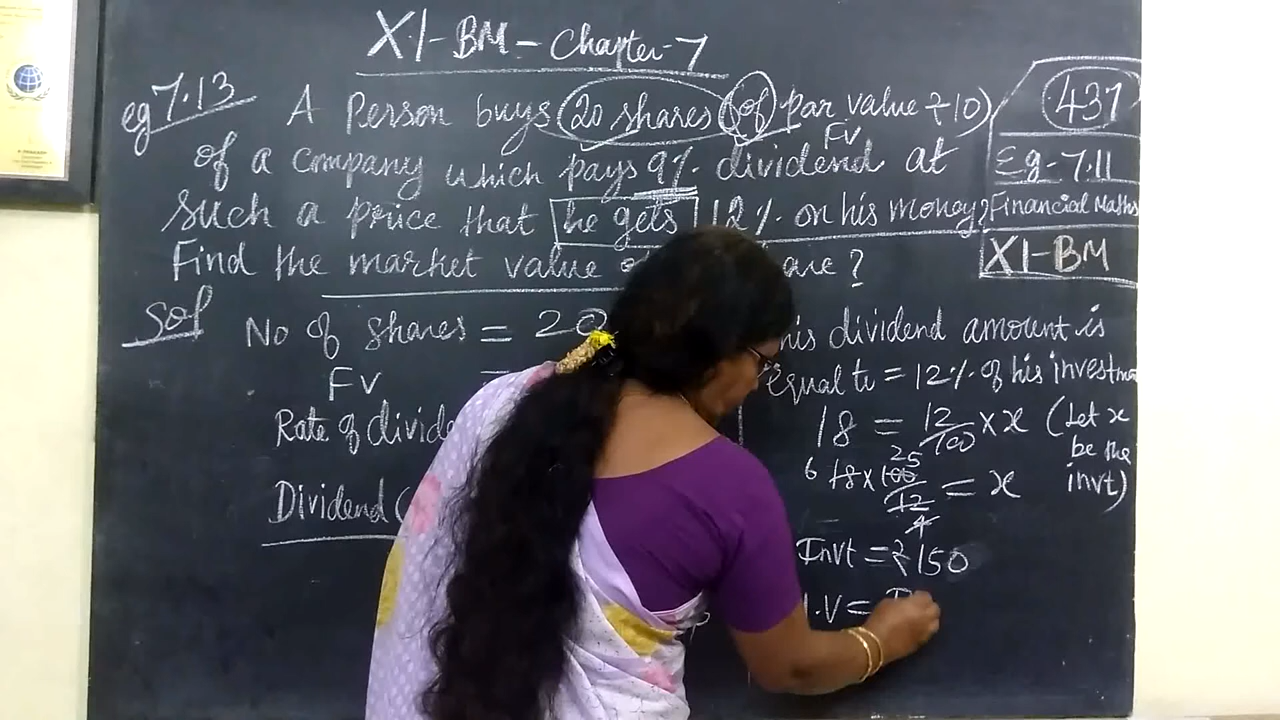 XI-BM-Chapter-7
eg 7.13 A Person buys 20 shares (of par value ₹10)
FV
of a company which pays 9% dividend at
such a price that he gets 12% on his money?
Find the market value are?
Sol
No of shares = 20
FV =
Rate of divide
Dividend (
his dividend amount is
equal to = 12% of his investme
18 = 12/100 × x (Let x
be the
invt)
6 18 × 100 25 / 12 4 = x
Invt = ₹150
.V =
431
Eg-7.11
Financial Maths
XI-BM